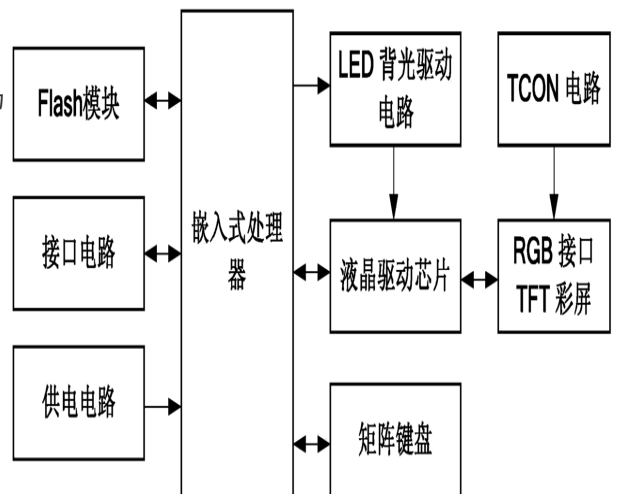 Flash模块
接口电路
供电电路
嵌入式处理
器
LED 背光驱动
电路
液晶驱动芯片
矩阵键盘
TCON 电路
RGB 接口
TFT 彩屏